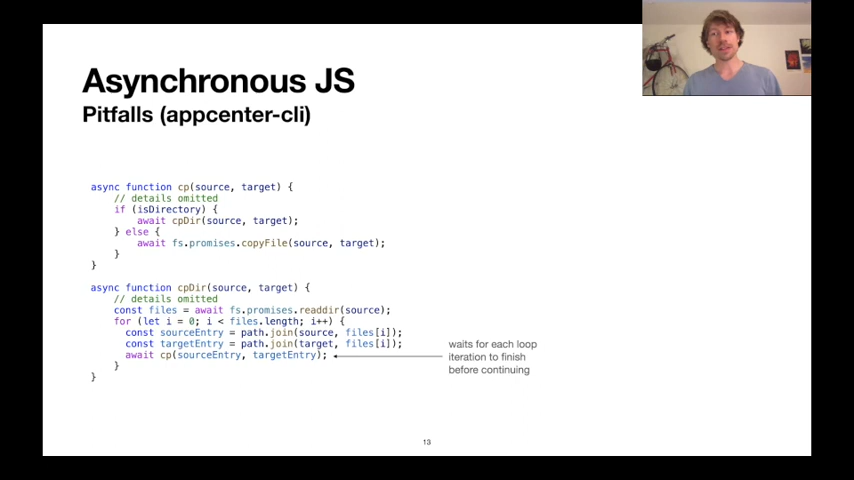 Asynchronous JS
Pitfalls (appcenter-cli)
async function cp(source, target) {
    // details omitted
    if (isDirectory) {
        await cpDir(source, target);
    } else {
        await fs.promises.copyFile(source, target);
    }
}
async function cpDir(source, target) {
    // details omitted
    const files = await fs.promises.readdir(source);
    for (let i = 0; i < files.length; i++) {
      const sourceEntry = path.join(source, files[i]);
      const targetEntry = path.join(target, files[i]);
      await cp(sourceEntry, targetEntry);
    }
}
waits for each loop
iteration to finish
before continuing
13